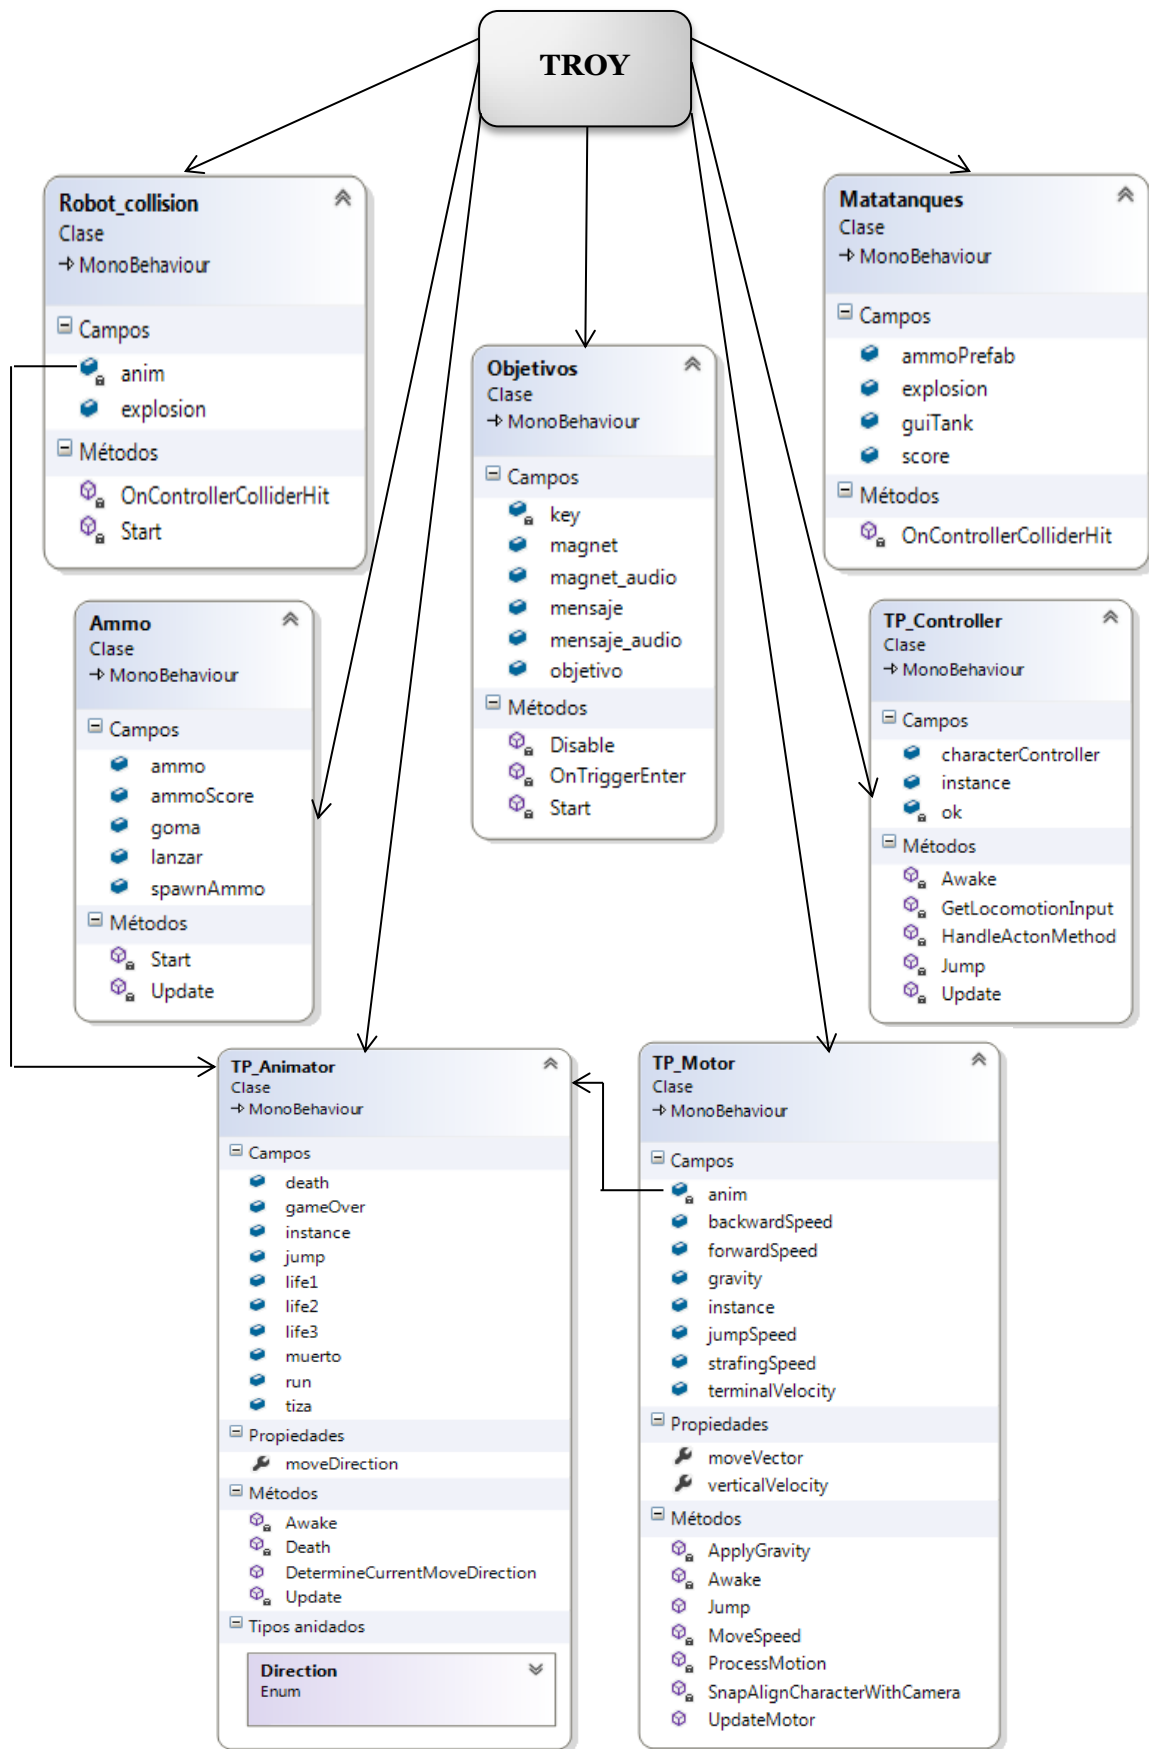 TROY
Robot_collision
Clase
MonoBehaviour
Campos
anim
explosion
Métodos
OnControllerColliderHit
Start
Objetivos
Clase
MonoBehaviour
Campos
key
magnet
magnet_audio
mensaje
mensaje_audio
objetivo
Métodos
Disable
OnTriggerEnter
Start
Matatanques
Clase
MonoBehaviour
Campos
ammoPrefab
explosion
guiTank
score
Métodos
OnControllerColliderHit
Ammo
Clase
MonoBehaviour
Campos
ammo
ammoScore
goma
lanzar
spawnAmmo
Métodos
Start
Update
TP_Controller
Clase
MonoBehaviour
Campos
characterController
instance
ok
Métodos
Awake
GetLocomotionInput
HandleActonMethod
Jump
Update
TP_Animator
Clase
MonoBehaviour
Campos
death
gameOver
instance
jump
life1
life2
life3
muerto
run
tiza
Propiedades
moveDirection
Métodos
Awake
Death
DetermineCurrentMoveDirection
Update
Tipos anidados
Direction
Enum
TP_Motor
Clase
MonoBehaviour
Campos
anim
backwardSpeed
forwardSpeed
gravity
instance
jumpSpeed
strafingSpeed
terminalVelocity
Propiedades
moveVector
verticalVelocity
Métodos
ApplyGravity
Awake
Jump
MoveSpeed
ProcessMotion
SnapAlignCharacterWithCamera
UpdateMotor